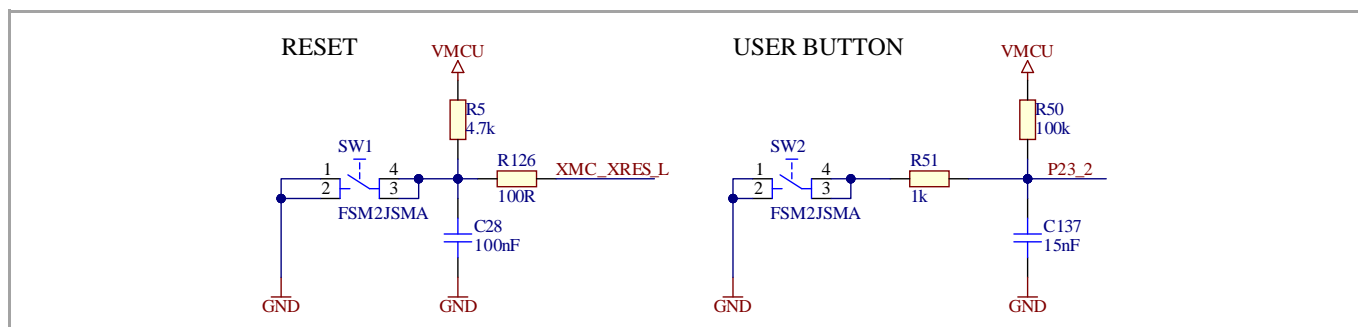 RESET
VMCU
R5
4.7k
SW1
1
4
2
3
FSM2JSMA
R126
100R
XMC_XRES_L
C28
100nF
GND
GND
USER BUTTON
VMCU
R50
100k
SW2
1
4
2
3
FSM2JSMA
R51
1k
P23_2
C137
15nF
GND
GND